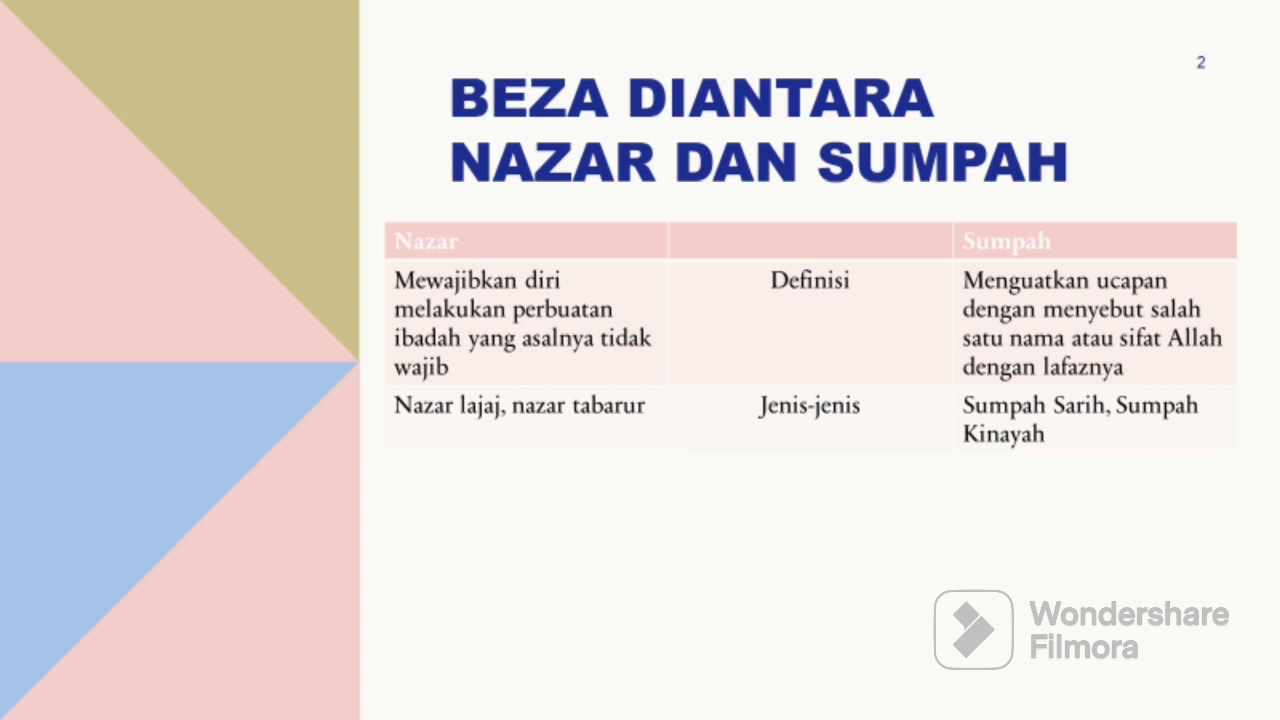 2
BEZA DIANTARA
NAZAR DAN SUMPAH
Nazar
Sumpah
Mewajibkan diri
melakukan perbuatan
ibadah yang asalnya tidak
wajib
Definisi
Menguatkan ucapan
dengan menyebut salah
satu nama atau sifat Allah
dengan lafaznya
Nazar lajaj, nazar tabarur
Jenis-jenis
Sumpah Sarih, Sumpah
Kinayah
Wondershare
Filmora